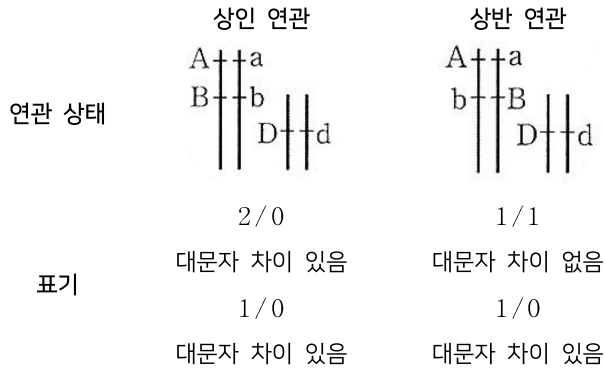 상인 연관 상반 연관
연관 상태
A a A a
B b b B
D d D d
표기
2/0 1/1
대문자 차이 있음 대문자 차이 없음
1/0 1/0
대문자 차이 있음 대문자 차이 있음